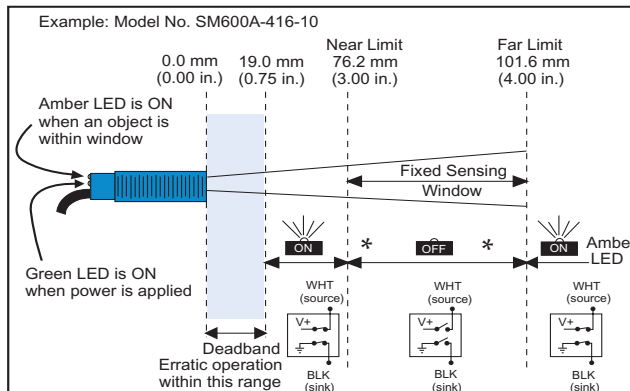 Example: Model No. SM600A-416-10
0.0 mm
(0.00 in.)
19.0 mm
(0.75 in.)
Near Limit
76.2 mm
(3.00 in.)
Far Limit
101.6 mm
(4.00 in.)
Amber LED is ON
when an object is
within window
Fixed Sensing
Window
ON
*
OFF
*
ON
Amber
LED
Green LED is ON
when power is applied
WHT
(source)
V+
BLK
(sink)
WHT
(source)
V+
BLK
(sink)
WHT
(source)
V+
BLK
(sink)
Deadband
Erratic operation
within this range